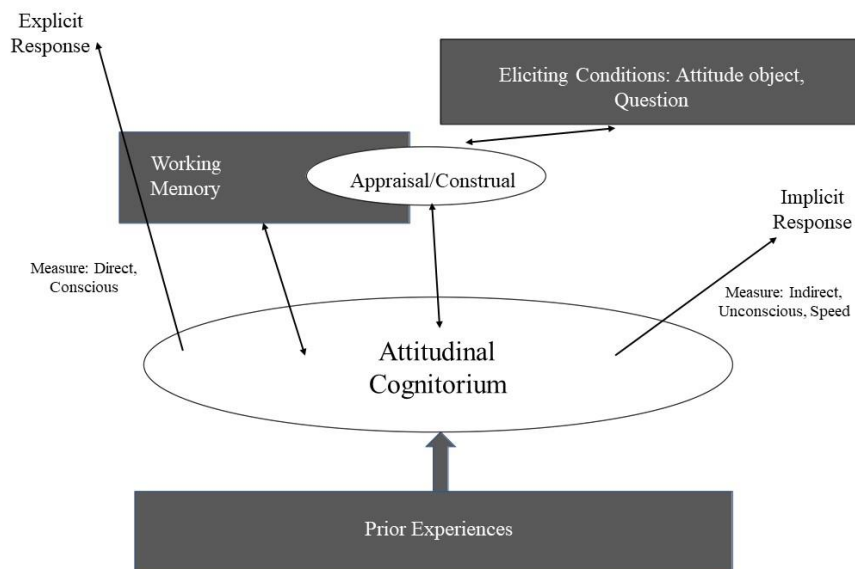 Explicit
Response
Eliciting Conditions: Attitude object,
Question
Working
Memory
Appraisal/Construal
Implicit
Response
Measure: Direct,
Conscious
Measure: Indirect,
Unconscious, Speed
Attitudinal
Cognitorium
Prior Experiences